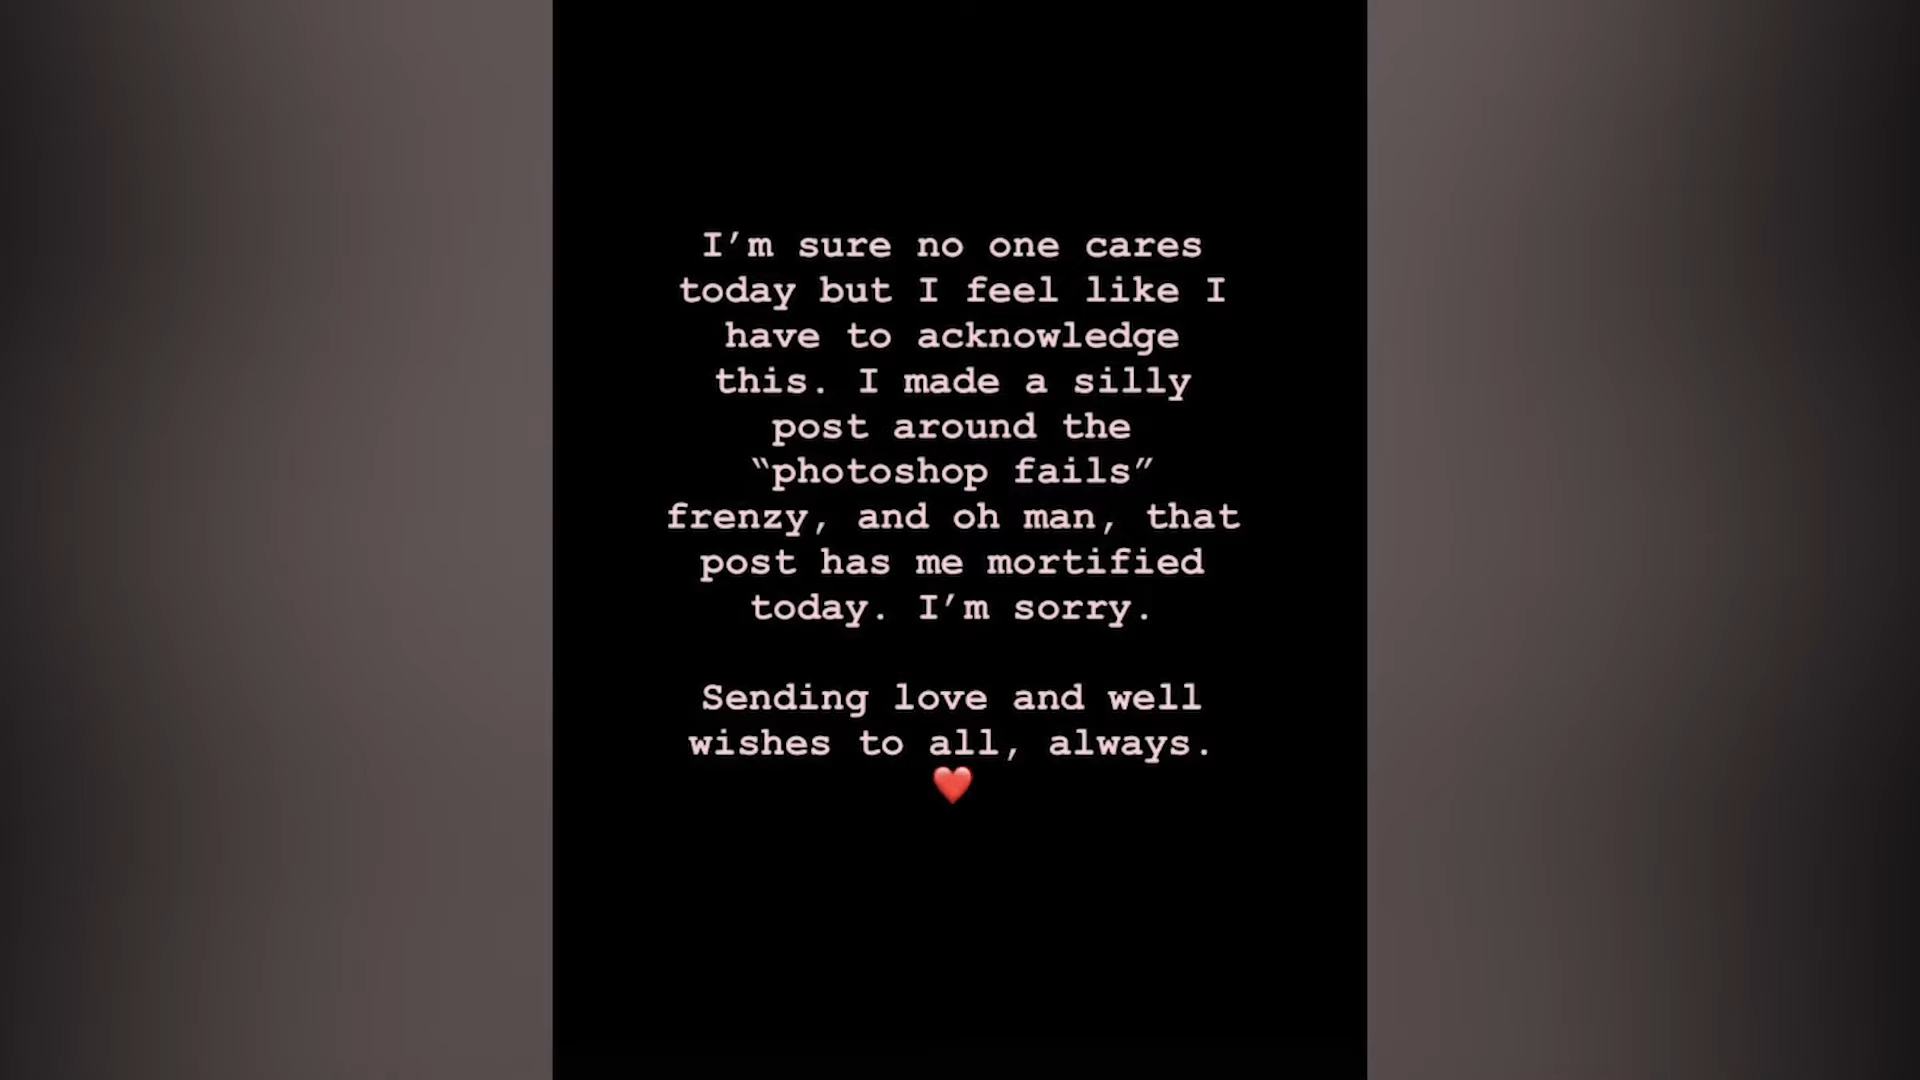 I’m sure no one cares
today but I feel like I
have to acknowledge
this. I made a silly
post around the
“photoshop fails”
frenzy, and oh man, that
post has me mortified
today. I’m sorry.
Sending love and well
wishes to all, always.
❤️